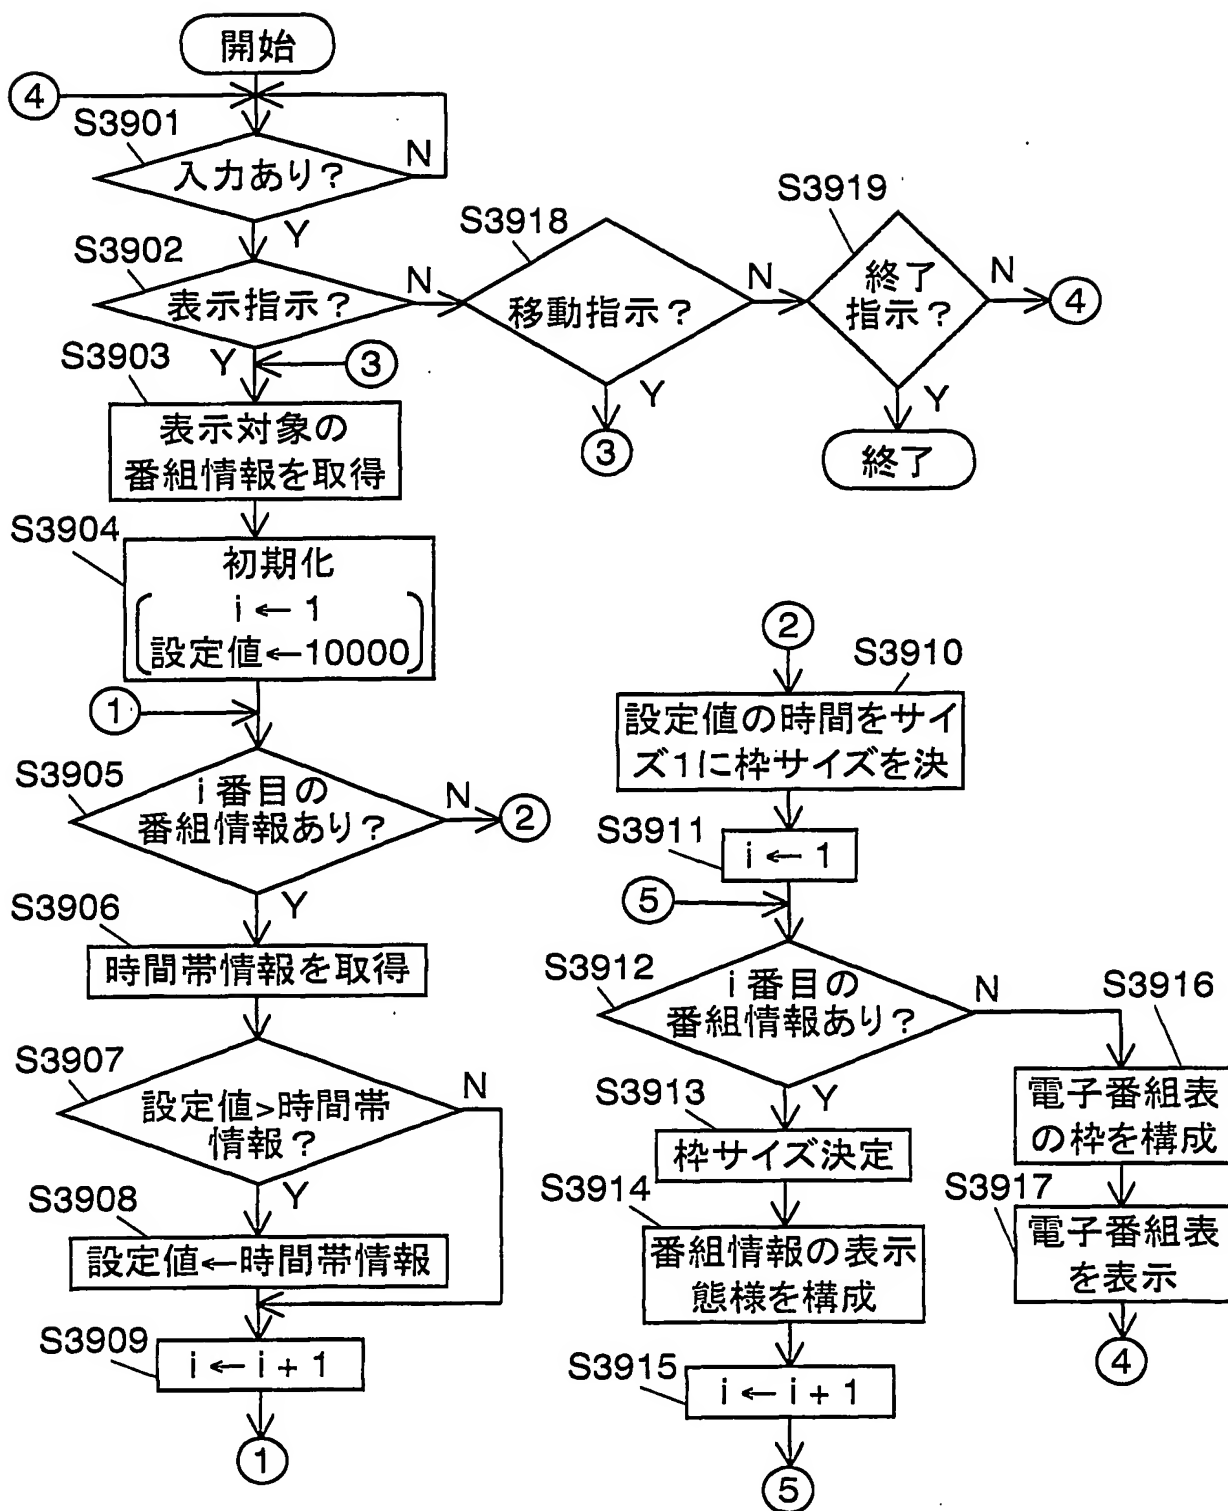 開始
④
S3901
入力あり？
N
Y
S3902
表示指示？
N
Y
S3918
移動指示？
N
Y
③
S3919
終了
指示？
N
④
Y
終了
S3903
③
表示対象の
番組情報を取得
S3904
初期化
i ← 1
設定値←10000
①
S3905
i番目の
番組情報あり？
N
②
Y
S3906
時間帯情報を取得
S3907
設定値>時間帯
情報？
N
Y
S3908
設定値←時間帯情報
S3909
i ← i + 1
①
②
S3910
設定値の時間をサイ
ズ1に枠サイズを決
S3911
i ← 1
⑤
S3912
i番目の
番組情報あり？
N
Y
S3913
枠サイズ決定
S3914
番組情報の表示
態様を構成
S3915
i ← i + 1
⑤
S3916
電子番組表
の枠を構成
S3917
電子番組表
を表示
④